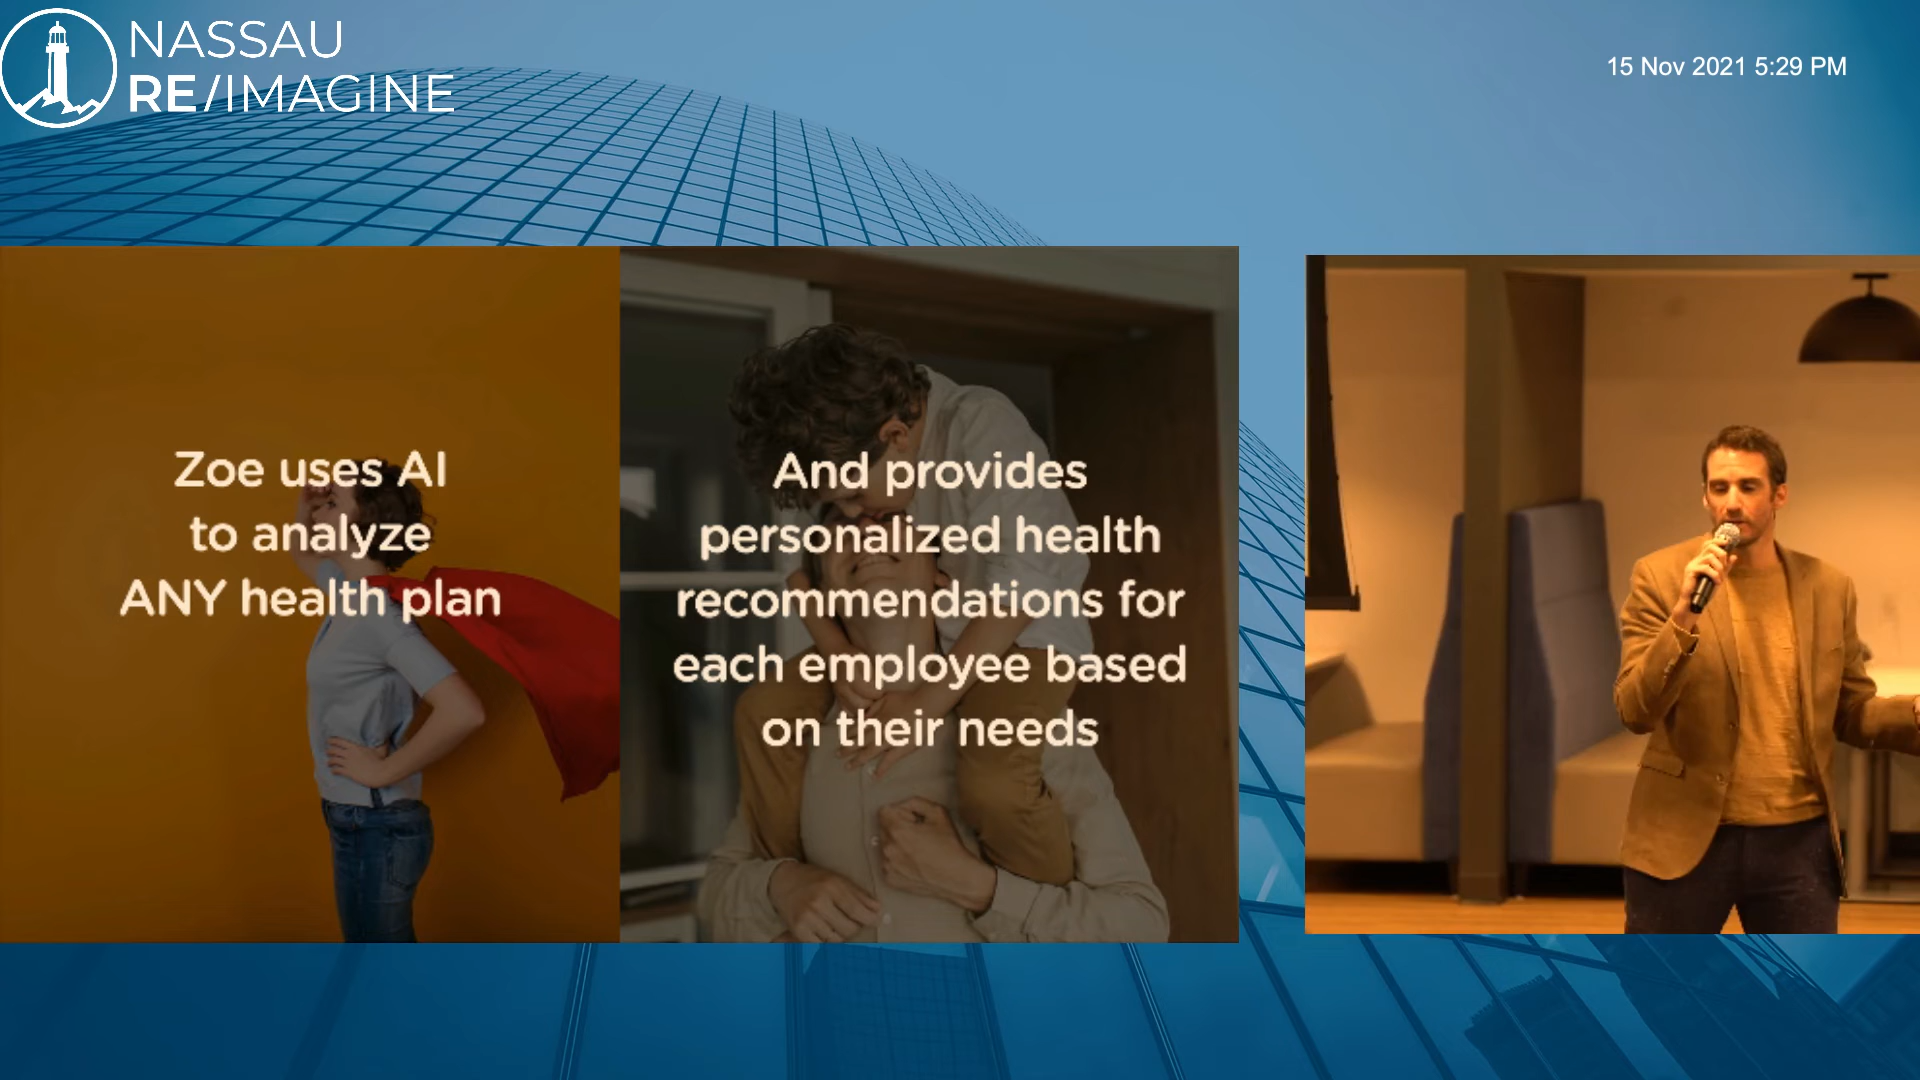 NASSAU
RE/IMAGINE
15 Nov 2021 5:29 PM
Zoe uses AI
to analyze
ANY health plan
And provides
personalized health
recommendations for
each employee based
on their needs